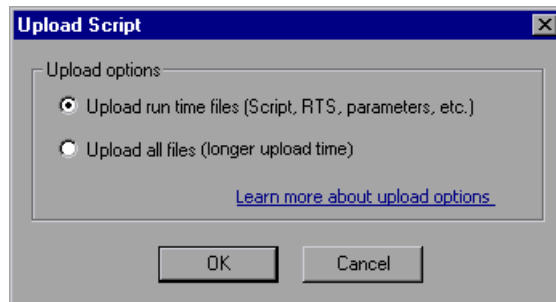 Upload Script
Upload options
Upload run time files (Script, RTS, parameters, etc.)
Upload all files (longer upload time)
Learn more about upload options
OK
Cancel